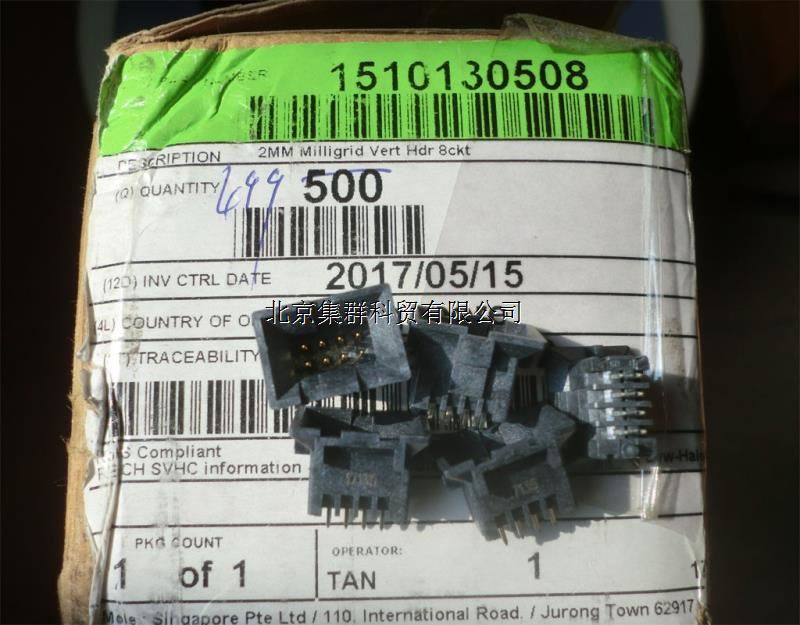 1510130508
DESCRIPTION 2MM Milligrid Vert Hdr 8ckt
(Q) QUANTITY 499 500
(12D) INV CTRL DATE 2017/05/15
北京集群科贸有限公司
(4L) COUNTRY OF
TRACEABILITY
Compliant
SVHC information
PKG COUNT
OPERATOR:
1 of 1
TAN
1
Singapore Pte Ltd / 110, International Road, / Jurong Town 62917